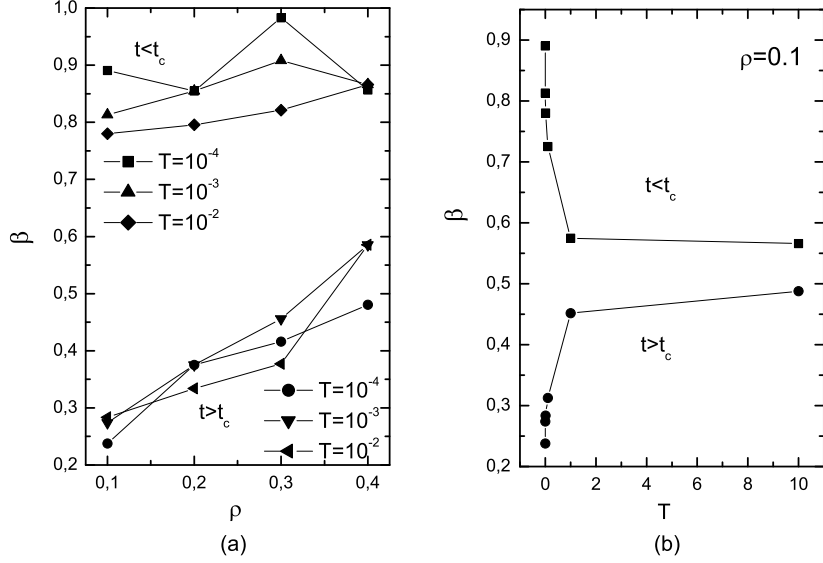 1,0
0,9
0,8
0,7
0,6
0,5
0,4
0,3
0,2
β
t<t_c
T=10^-4
T=10^-3
T=10^-2
t>t_c
T=10^-4
T=10^-3
T=10^-2
0,1 0,2 0,3 0,4
ρ
(a)
0,9
0,8
0,7
0,6
0,5
0,4
0,3
0,2
β
ρ=0.1
t<t_c
t>t_c
0 2 4 6 8 10
T
(b)